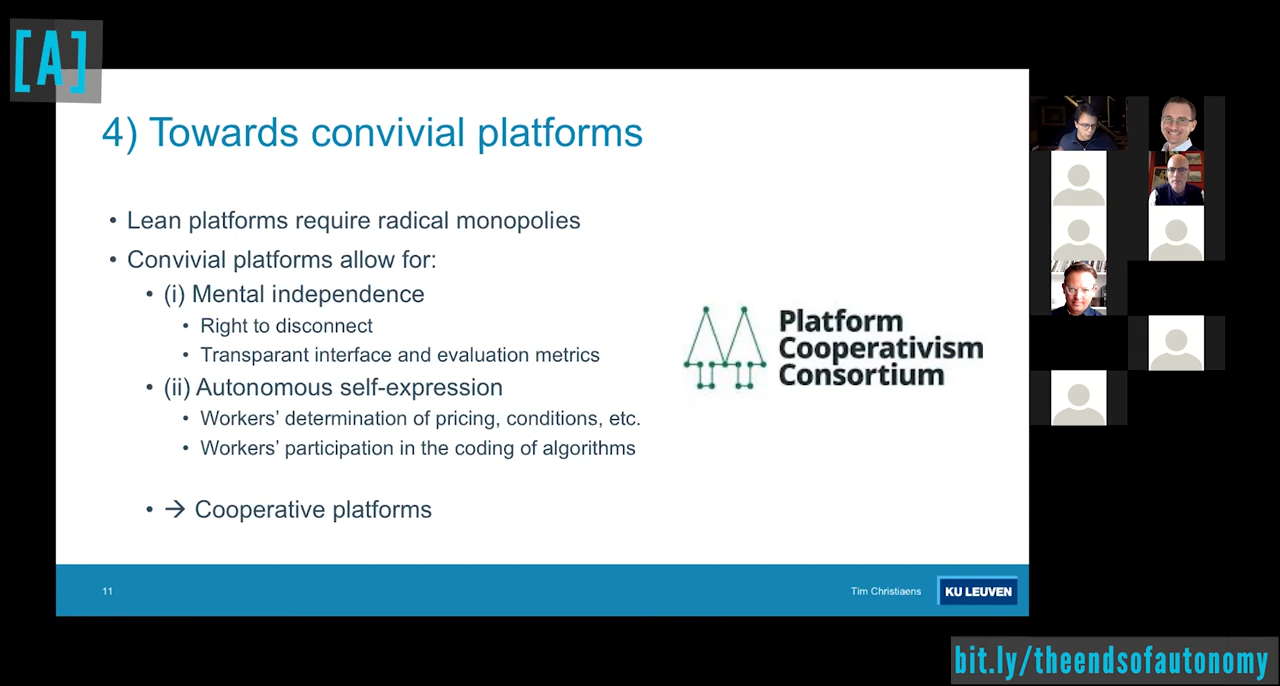 [A]
4) Towards convivial platforms
• Lean platforms require radical monopolies
• Convivial platforms allow for:
• (i) Mental independence
• Right to disconnect
• Transparant interface and evaluation metrics
• (ii) Autonomous self-expression
• Workers’ determination of pricing, conditions, etc.
• Workers’ participation in the coding of algorithms
• → Cooperative platforms
Platform
Cooperativism
Consortium
11
Tim Christiaens
KU LEUVEN
bit.ly/theendsofautonomy